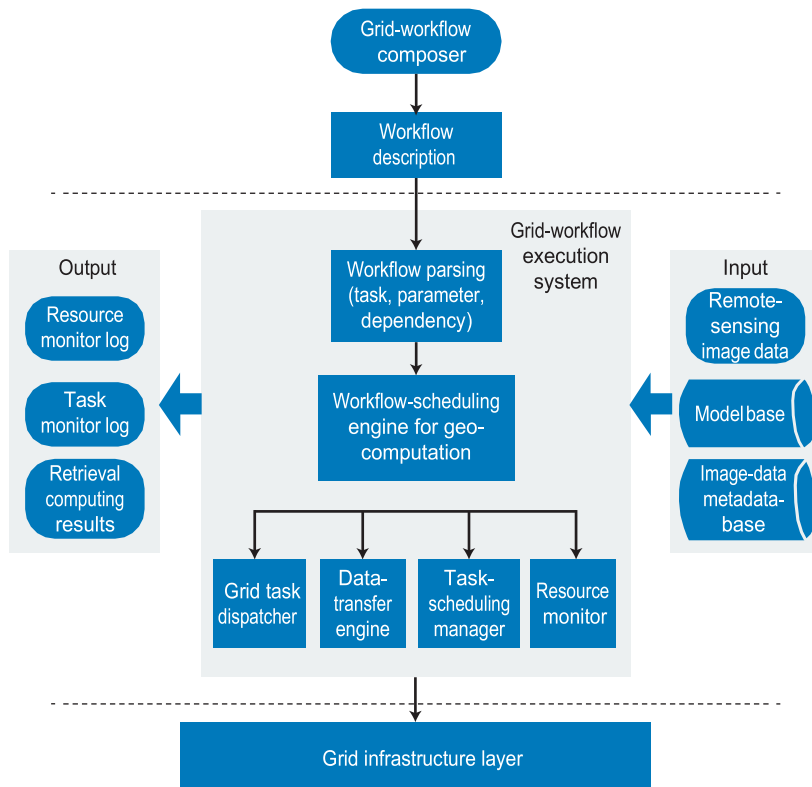 Grid-workflow
composer
Workflow
description
Grid-workflow
execution
system
Workflow parsing
(task, parameter,
dependency)
Workflow-scheduling
engine for geo-
computation
Grid task
dispatcher
Data-
transfer
engine
Task-
scheduling
manager
Resource
monitor
Output
Resource
monitor log
Task
monitor log
Retrieval
computing
results
Input
Remote-
sensing
image data
Model base
Image-data
metadata-
base
Grid infrastructure layer